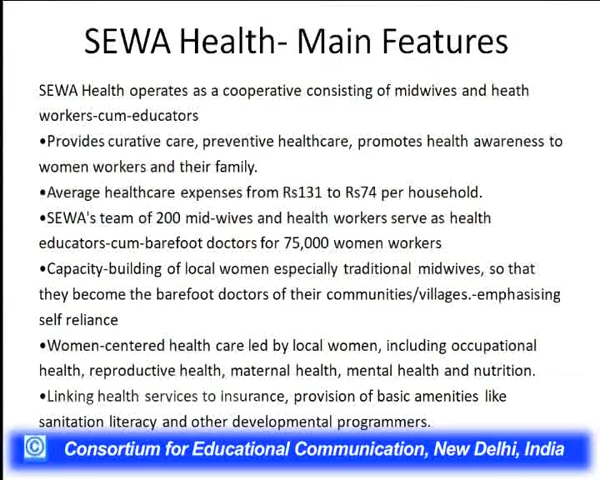 SEWA Health- Main Features
SEWA Health operates as a cooperative consisting of midwives and heath
workers-cum-educators
•Provides curative care, preventive healthcare, promotes health awareness to
women workers and their family.
•Average healthcare expenses from Rs131 to Rs74 per household.
•SEWA's team of 200 mid-wives and health workers serve as health
educators-cum-barefoot doctors for 75,000 women workers
•Capacity-building of local women especially traditional midwives, so that
they become the barefoot doctors of their communities/villages.-emphasising
self reliance
•Women-centered health care led by local women, including occupational
health, reproductive health, maternal health, mental health and nutrition.
•Linking health services to insurance, provision of basic amenities like
sanitation literacy and other developmental programmers.
© Consortium for Educational Communication, New Delhi, India